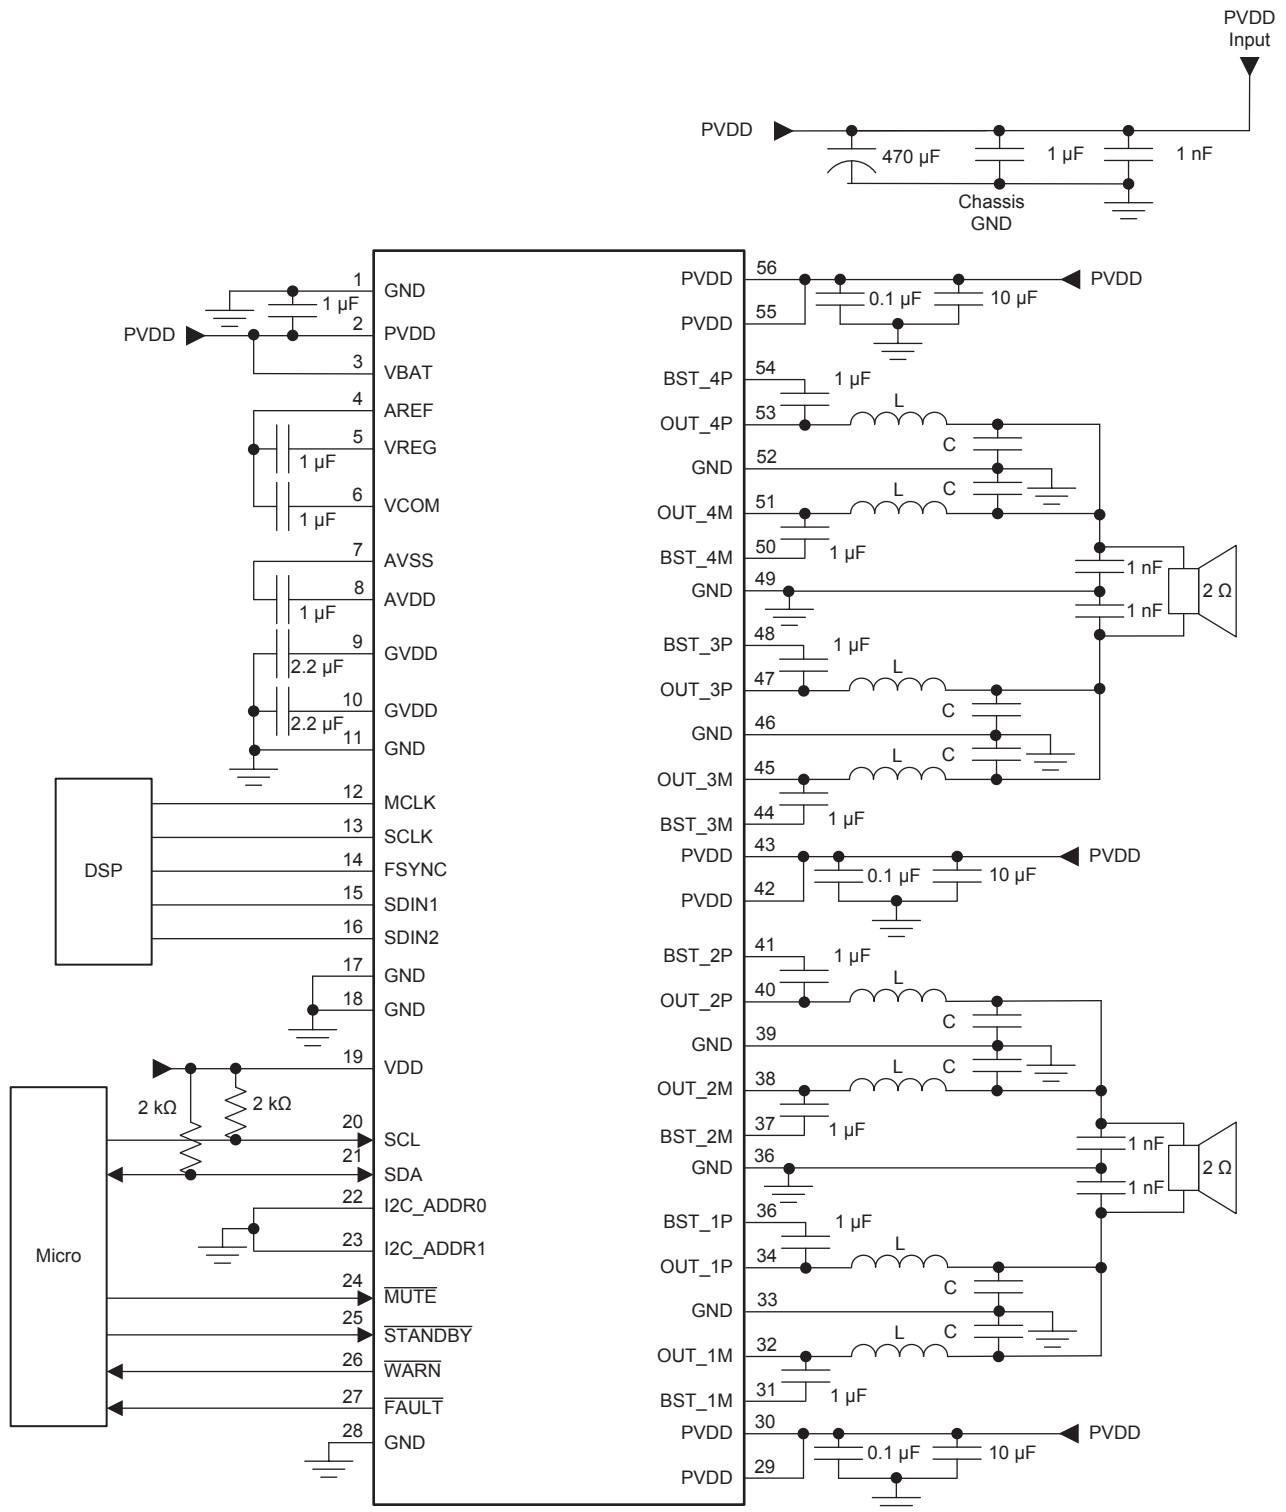 PVDD
Input
PVDD
470 µF
1 µF
1 nF
Chassis
GND
1
GND
1 µF
PVDD
2
PVDD
3
VBAT
4
AREF
5
VREG
1 µF
6
VCOM
1 µF
7
AVSS
8
AVDD
1 µF
9
GVDD
2.2 µF
10
GVDD
2.2 µF
11
GND
DSP
12
MCLK
13
SCLK
14
FSYNC
15
SDIN1
16
SDIN2
17
GND
18
GND
19
VDD
2 kΩ
2 kΩ
Micro
20
SCL
21
SDA
22
I2C_ADDR0
23
I2C_ADDR1
24
MUTE
25
STANDBY
26
WARN
27
FAULT
28
GND
PVDD
56
PVDD
0.1 µF
10 µF
PVDD
55
BST_4P
54
1 µF
OUT_4P
53
L
C
GND
52
C
OUT_4M
51
L
BST_4M
50
1 µF
1 nF
GND
49
2 Ω
1 nF
BST_3P
48
1 µF
OUT_3P
47
L
C
GND
46
C
OUT_3M
45
L
BST_3M
44
1 µF
PVDD
43
PVDD
0.1 µF
10 µF
PVDD
42
BST_2P
41
1 µF
OUT_2P
40
L
C
GND
39
C
OUT_2M
38
L
BST_2M
37
1 µF
1 nF
GND
36
2 Ω
1 nF
BST_1P
36
1 µF
OUT_1P
34
L
C
GND
33
C
OUT_1M
32
L
BST_1M
31
1 µF
PVDD
30
PVDD
0.1 µF
10 µF
PVDD
29